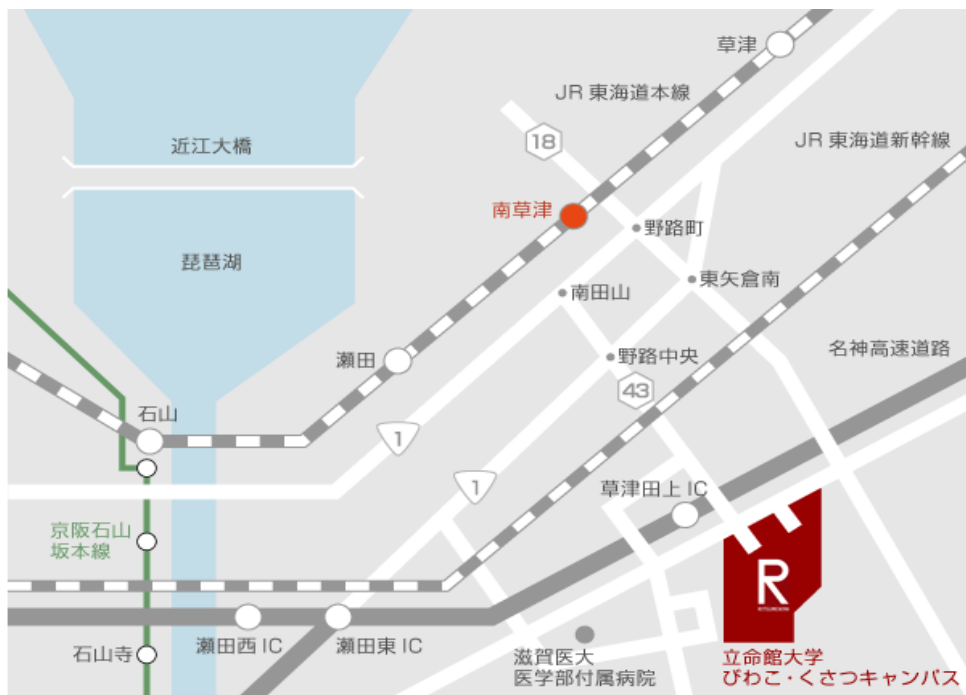 草津
JR 東海道本線
近江大橋
18
JR 東海道新幹線
南草津
野路町
琵琶湖
東矢倉南
南田山
瀬田
野路中央
名神高速道路
43
石山
1
1
草津田上 IC
京阪石山
坂本線
R
瀬田西 IC
瀬田東 IC
石山寺
滋賀医大
医学部付属病院
立命館大学
びわこ・くさつキャンパス